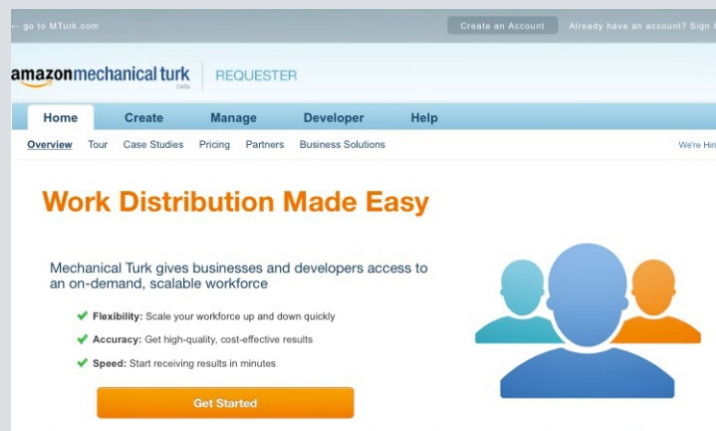 go to MTurk.com
Create an Account Already have an account? Sign
amazonmechanical turk REQUESTER
beta
Home Create Manage Developer Help
Overview Tour Case Studies Pricing Partners Business Solutions We're
Work Distribution Made Easy
Mechanical Turk gives businesses and developers access to
an on-demand, scalable workforce
Flexibility: Scale your workforce up and down quickly
Accuracy: Get high-quality, cost-effective results
Speed: Start receiving results in minutes
Get Started